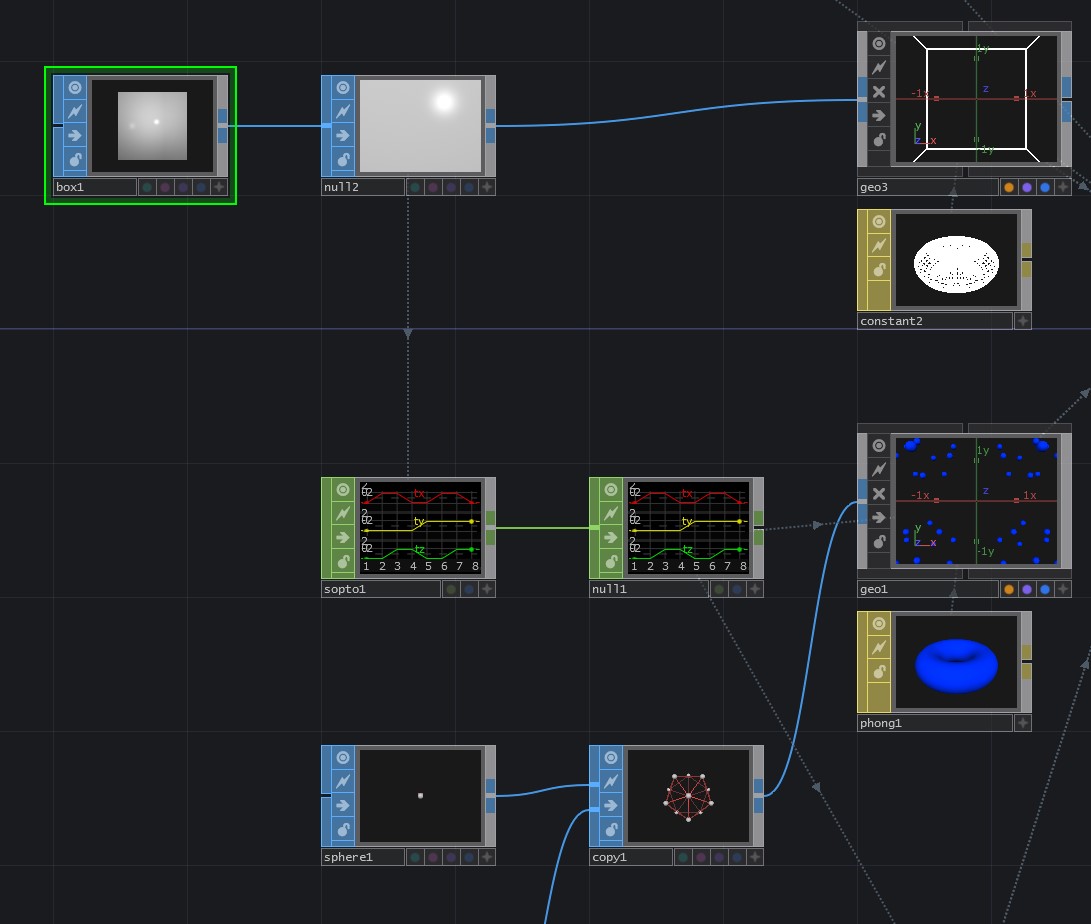 1y
-1x
z
1x
y
z
x
-1y
box1
null2
geo3
constant2
tx
ty
tz
1 2 3 4 5 6 7 8
tx
ty
tz
1 2 3 4 5 6 7 8
1y
-1x
z
1x
y
z
x
-1y
sopto1
null1
geo1
phong1
sphere1
copy1